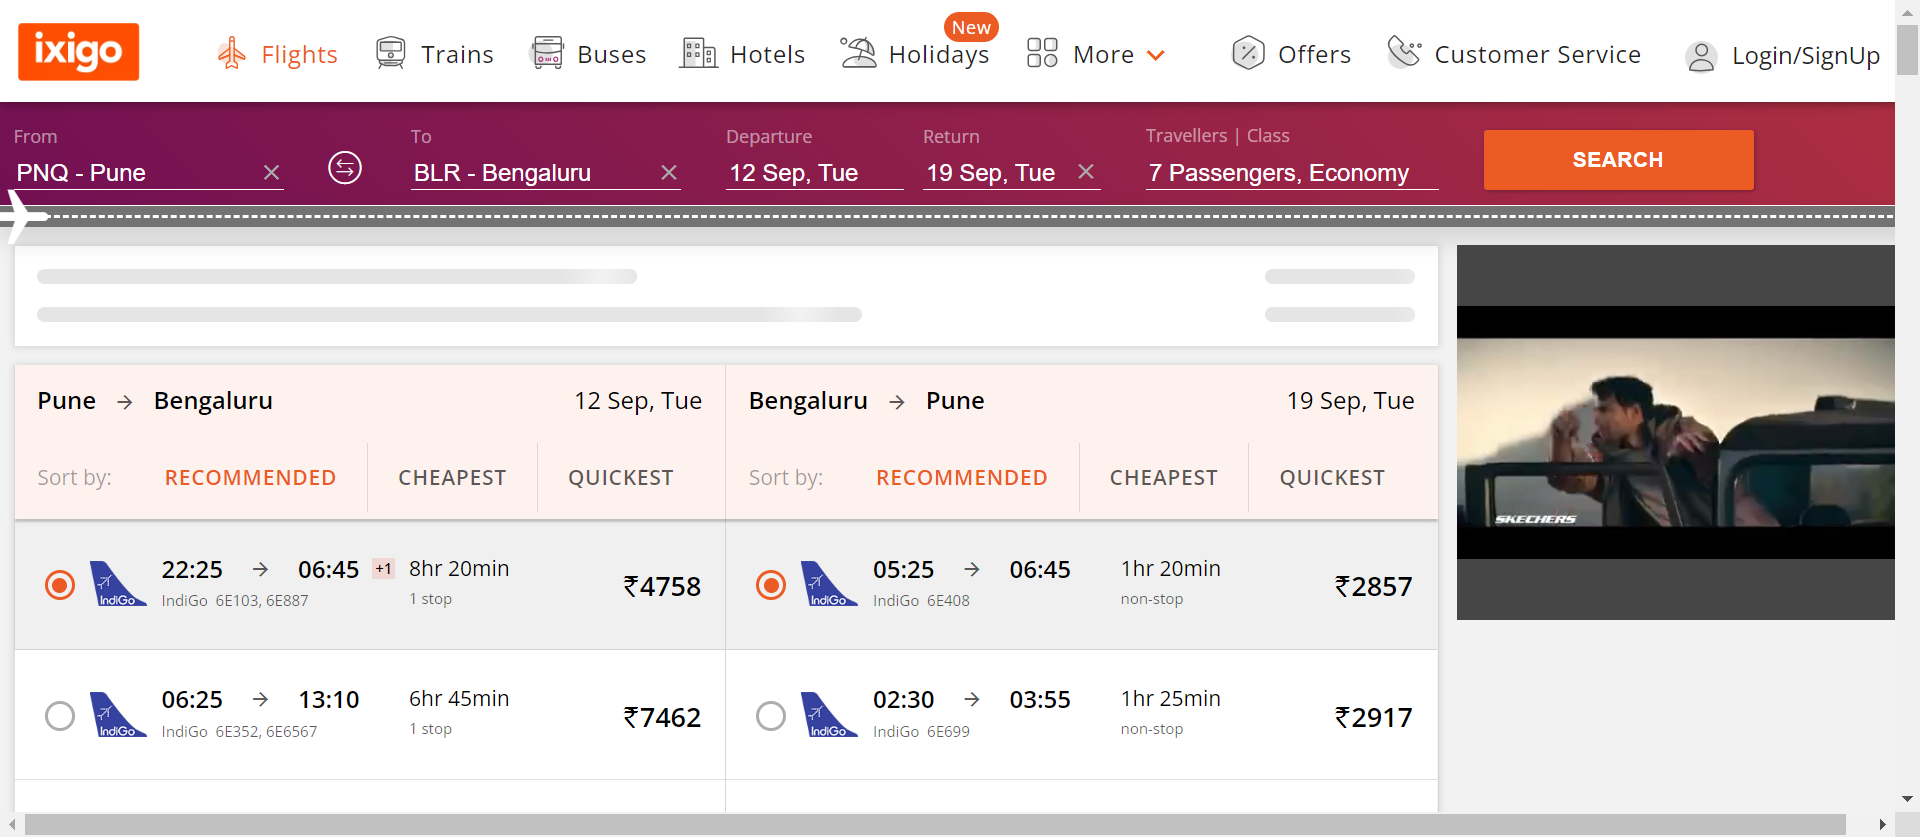 ixigo
Flights
Trains
Buses
Hotels
Holidays
New
More
Offers
Customer Service
Login/SignUp
From
PNQ - Pune
To
BLR - Bengaluru
Departure
12 Sep, Tue
Return
19 Sep, Tue
Travellers | Class
7 Passengers, Economy
SEARCH
Pune → Bengaluru
12 Sep, Tue
Sort by:
RECOMMENDED
CHEAPEST
QUICKEST
IndiGo
22:25 → 06:45 +1
IndiGo 6E103, 6E887
8hr 20min
1 stop
₹4758
IndiGo
06:25 → 13:10
IndiGo 6E352, 6E6567
6hr 45min
1 stop
₹7462
Bengaluru → Pune
19 Sep, Tue
Sort by:
RECOMMENDED
CHEAPEST
QUICKEST
IndiGo
05:25 → 06:45
IndiGo 6E408
1hr 20min
non-stop
₹2857
IndiGo
02:30 → 03:55
IndiGo 6E699
1hr 25min
non-stop
₹2917
SKECHERS